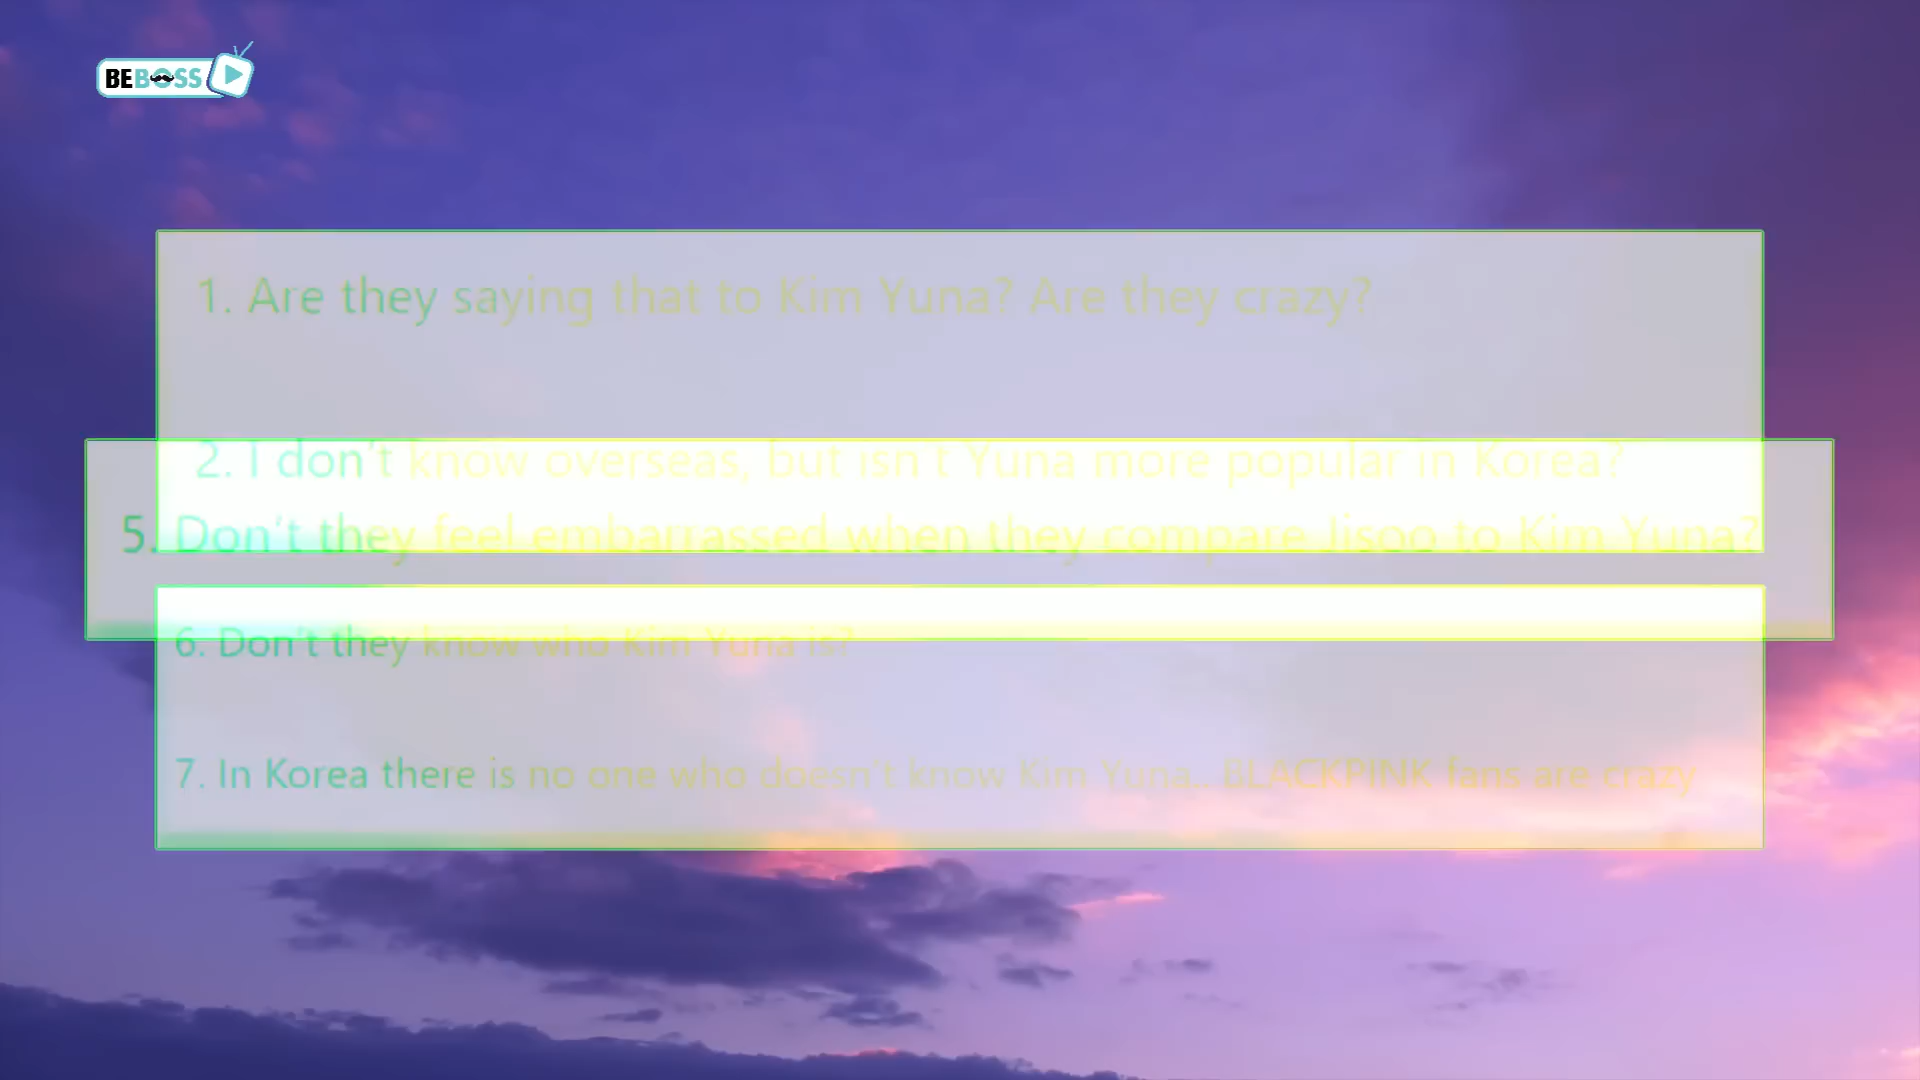 BEBOSS
1. Are they saying that to Kim Yuna? Are they crazy?
2. I don't know overseas, but isn't Yuna more popular in Korea?
5. Don't they feel embarrassed when they compare Jisoo to Kim Yuna?
6. Don't they know who Kim Yuna is?
7. In Korea there is no one who doesn't know Kim Yuna.. BLACKPINK fans are crazy